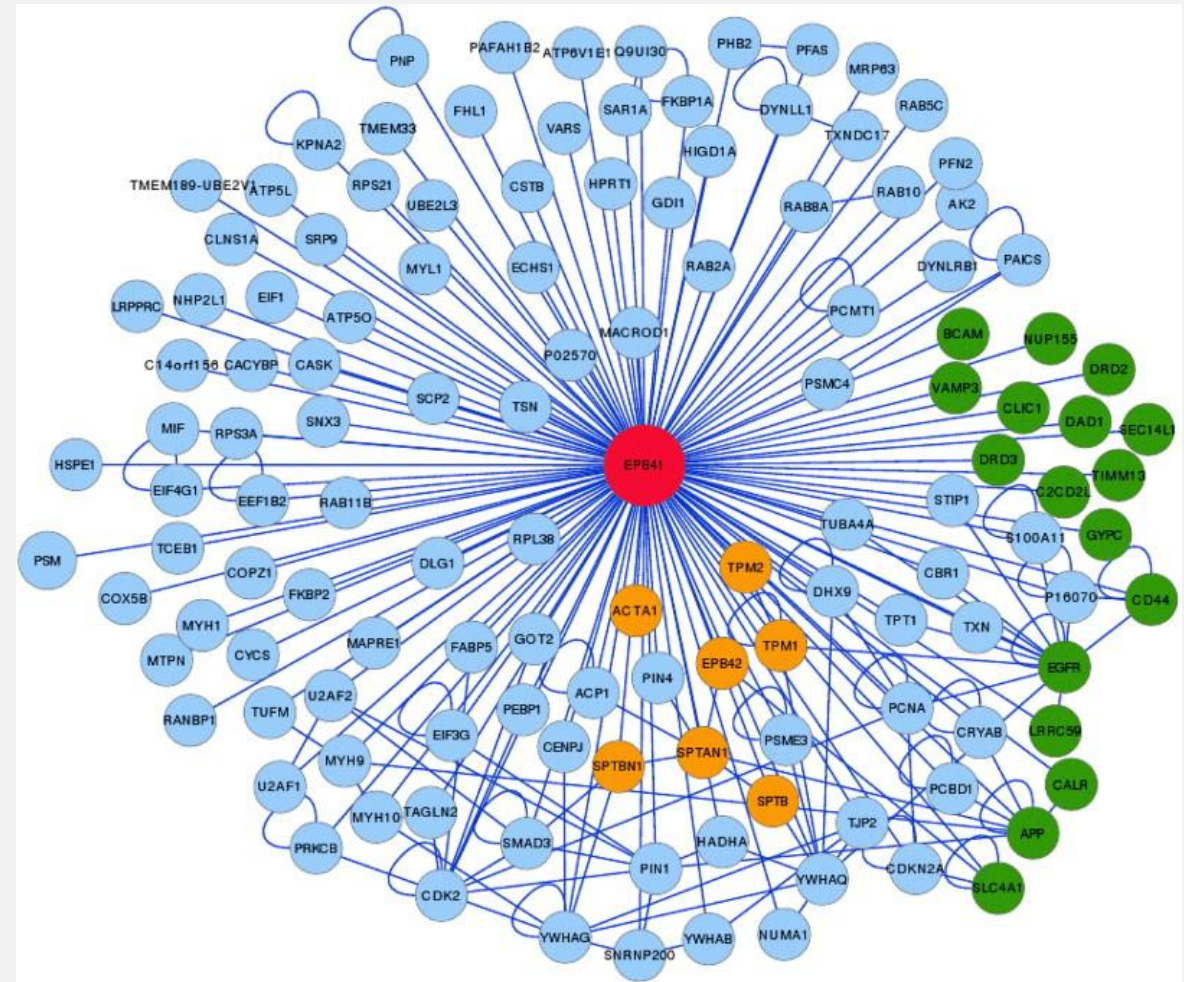 PNP
PAFAH1B2
ATP6V1E1
Q9UI30
PHB2
PFAS
MRP63
FKBP1A
DYNLL1
RAB5C
FHL1
SAR1A
VARS
TMEM33
KPNA2
TXNDC17
HIGD1A
PFN2
TMEM189-UBE2V1
ATP5L
RPS21
UBE2L3
CSTB
HPRT1
GDI1
RAB8A
RAB10
AK2
CLNS1A
SRP9
MYL1
ECHS1
RAB2A
DYNLRB1
PAICS
LRPPRC
NHP2L1
EIF1
ATP5O
MACROD1
PCMT1
P02570
BCAM
NUP155
C14orf156
CACYBP
CASK
SCP2
TSN
PSMC4
VAMP3
DRD2
CLIC1
DAD1
SEC14L1
MIF
RPS3A
SNX3
HSPE1
EPB41
DRD3
TIMM13
EIF4G1
EEF1B2
RAB11B
STIP1
C2CD2L
TUBA4A
S100A11
GYPC
PSM
TCEB1
RPL38
DLG1
COPZ1
TPM2
CBR1
COX5B
FKBP2
DHX9
P16070
CD44
ACTA1
MYH1
TPT1
TXN
MTPN
CYCS
MAPRE1
FABP5
GOT2
TPM1
EPB42
EGFR
PIN4
RANBP1
TUFM
U2AF2
ACP1
PEBP1
PCNA
EIF3G
CENPJ
PSME3
CRYAB
LRRC59
MYH9
SPTBN1
SPTAN1
U2AF1
PCBD1
CALR
SPTB
MYH10
TAGLN2
TJP2
APP
PRKCB
SMAD3
HADHA
PIN1
CDKN2A
YWHAQ
SLC4A1
CDK2
YWHAG
SNRNP200
YWHAB
NUMA1